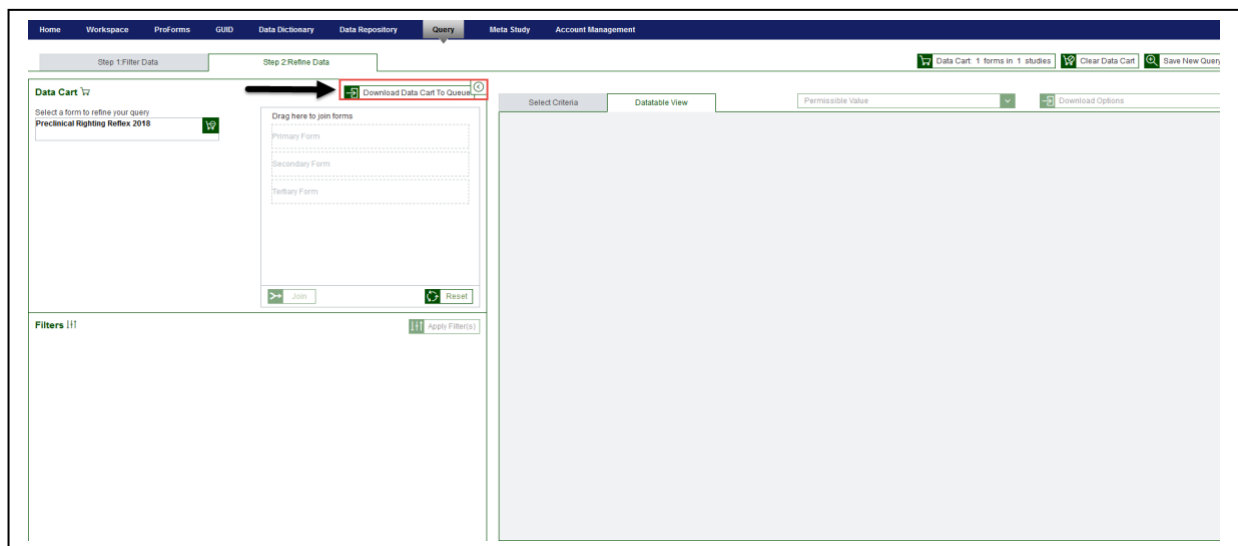 Home Workspace ProForms GUID Data Dictionary Data Repository Query Meta Study Account Management
Step 1:Filter Data
Step 2:Refine Data
Data Cart 1 forms in 1 studies
Clear Data Cart
Save New Query
Data Cart
Download Data Cart To Queue
Select a form to refine your query
Preclinical Righting Reflex 2018
Drag here to join forms
Primary Form
Secondary Form
Tertiary Form
Join
Reset
Filters
Apply Filter(s)
Select Criteria
Datatable View
Permissible Value
Download Options